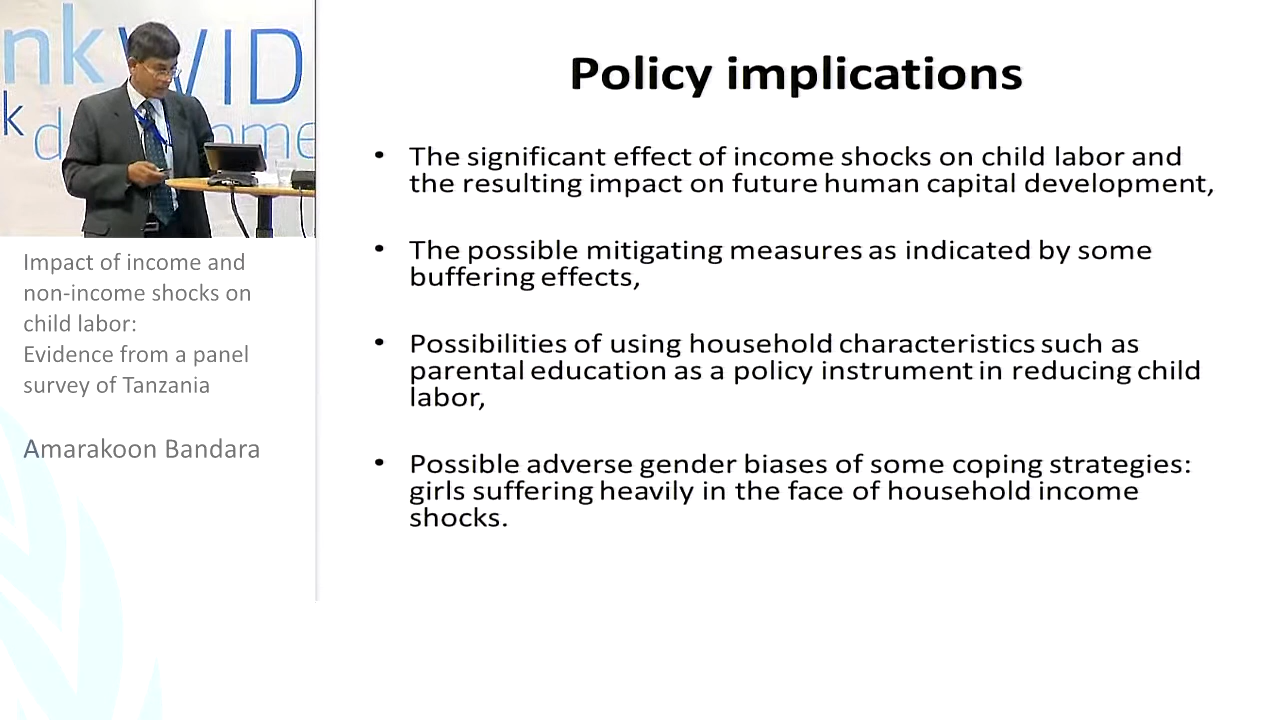 nk WID
k d pme
Impact of income and
non-income shocks on
child labor:
Evidence from a panel
survey of Tanzania
Amarakoon Bandara
Policy implications
• The significant effect of income shocks on child labor and
the resulting impact on future human capital development,
• The possible mitigating measures as indicated by some
buffering effects,
• Possibilities of using household characteristics such as
parental education as a policy instrument in reducing child
labor,
• Possible adverse gender biases of some coping strategies:
girls suffering heavily in the face of household income
shocks.